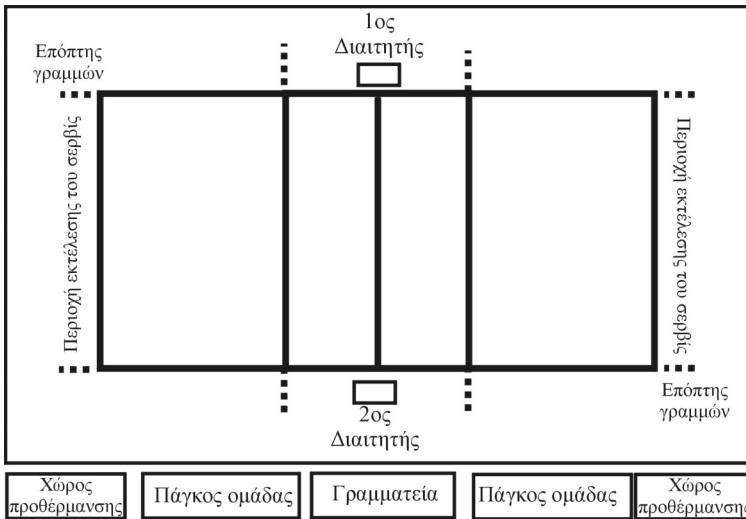 1ος
Διαιτητής
Επόπτης
γραμμών
Περιοχή εκτέλεσης του σερβίς
Περιοχή εκτέλεσης του σερβίς
2ος
Διαιτητής
Επόπτης
γραμμών
Χώρος
προθέρμανσης
Πάγκος ομάδας
Γραμματεία
Πάγκος ομάδας
Χώρος
προθέρμανσης